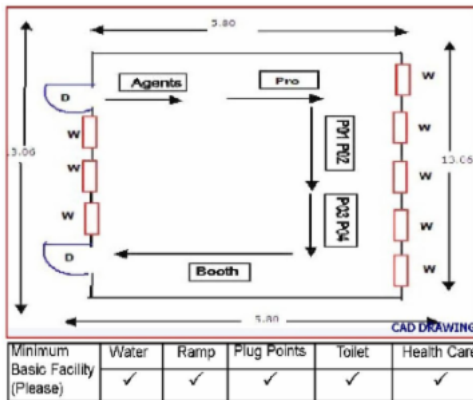 5.80
Agents
Pro
W
D
W
W
P01 P02
W
3.06
13.06
W
W
P03 P04
W
D
Booth
W
5.80
CAD DRAWING
Minimum Basic Facility (Please) Water Ramp Plug Points Toilet Health Care
✓ ✓ ✓ ✓ ✓